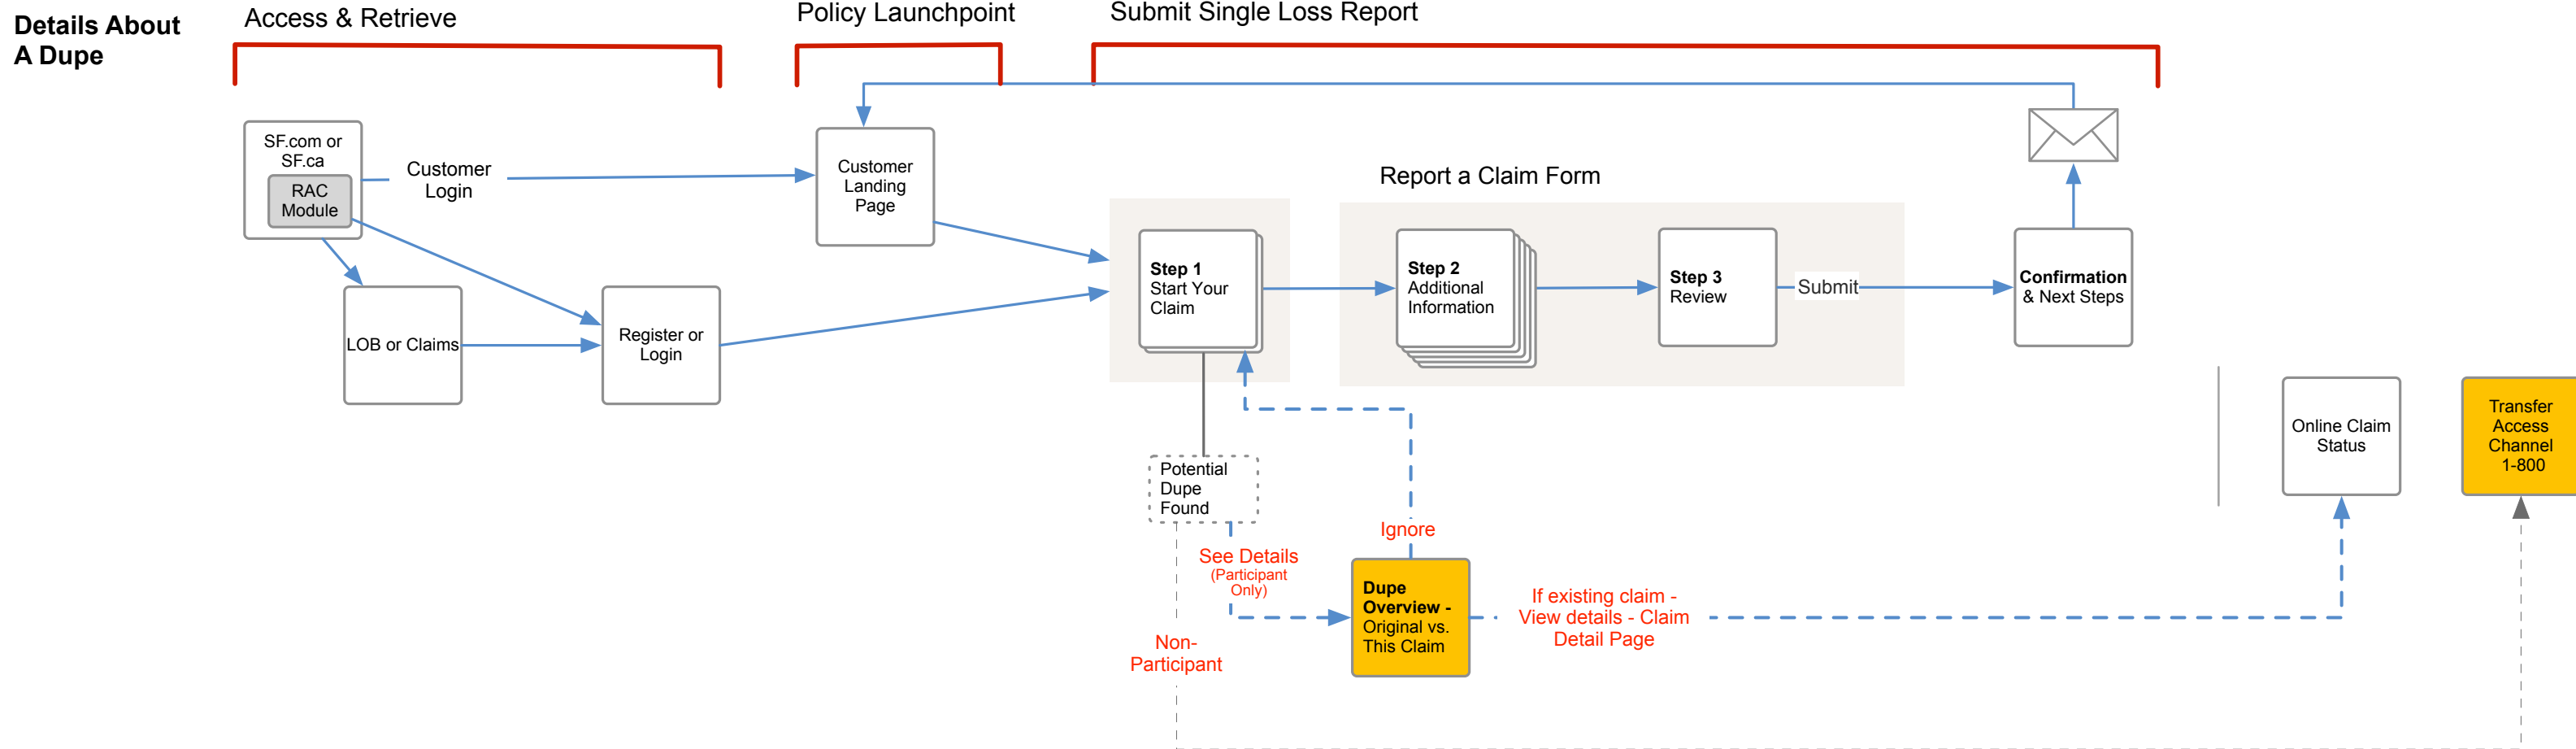 Details About
A Dupe
Access & Retrieve
Policy Launchpoint
Submit Single Loss Report
SF.com or
SF.ca
RAC
Module
Customer
Login
Customer
Landing
Page
LOB or Claims
Register or
Login
Report a Claim Form
Step 1
Start Your
Claim
Step 2
Additional
Information
Step 3
Review
Submit
Confirmation
& Next Steps
Potential
Dupe
Found
See Details
(Participant
Only)
Non-
Participant
Ignore
Dupe
Overview -
Original vs.
This Claim
If existing claim -
View details - Claim
Detail Page
Online Claim
Status
Transfer
Access
Channel
1-800